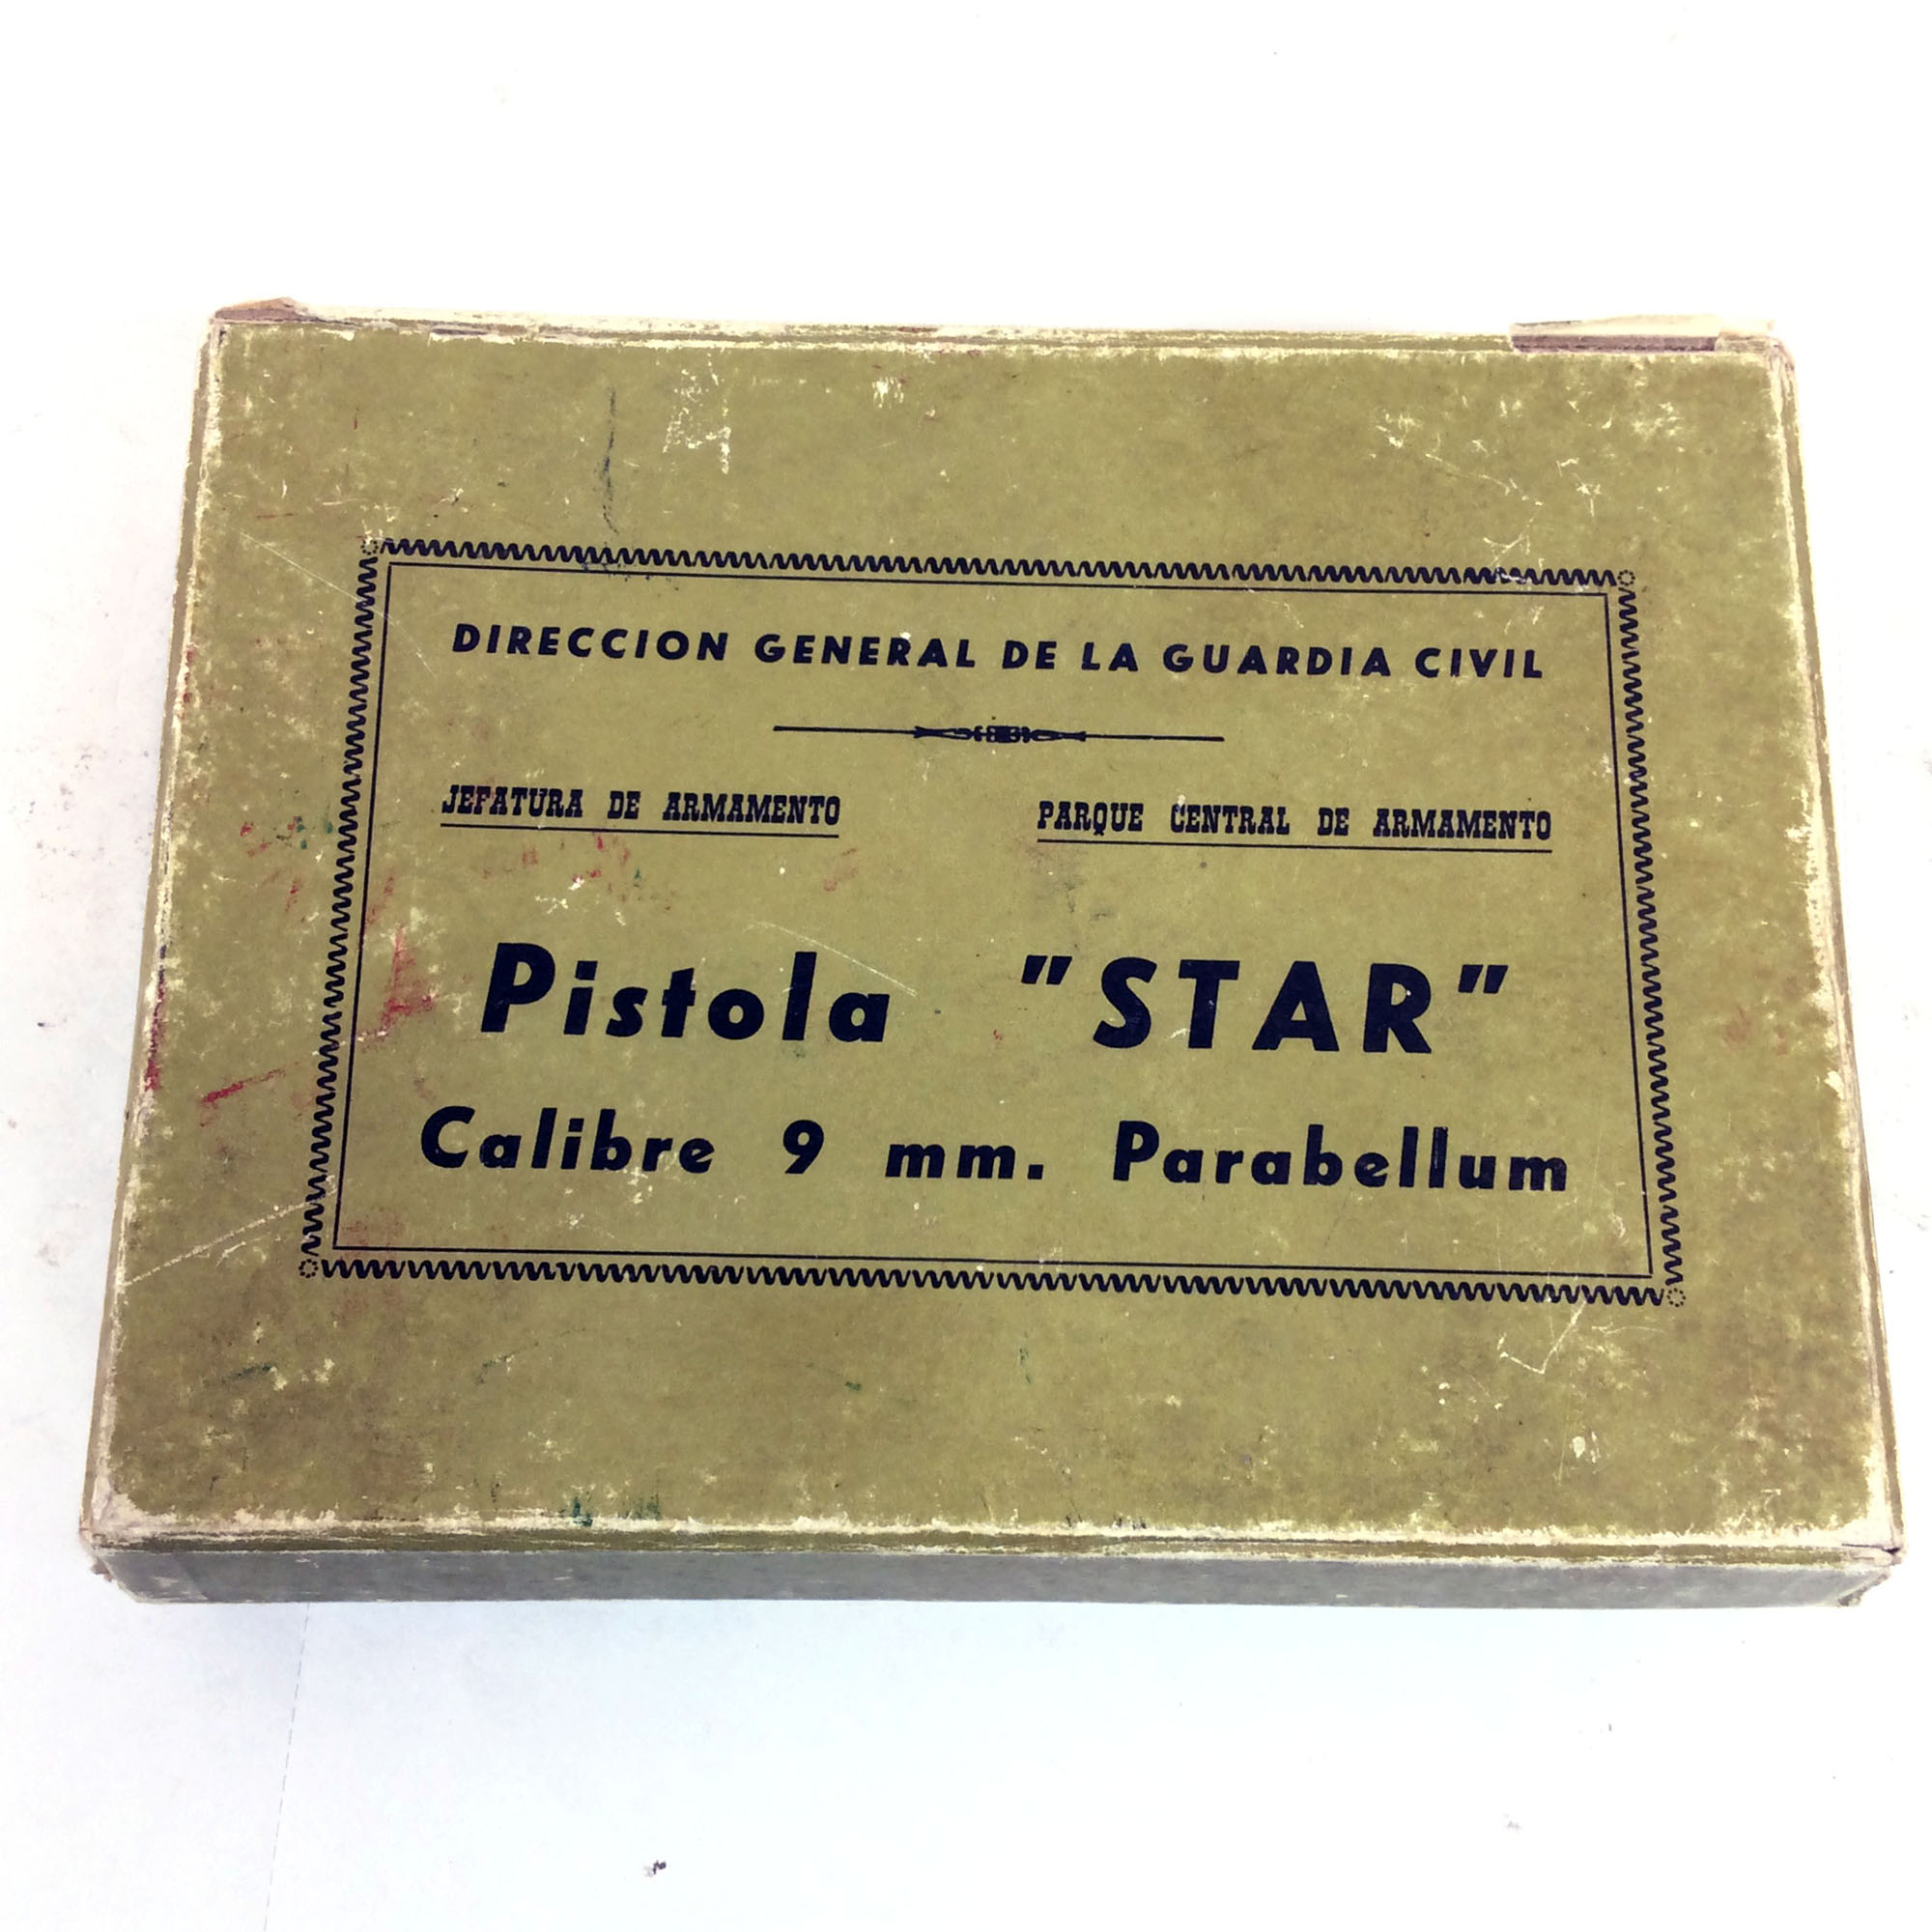 DIRECCION GENERAL DE LA GUARDIA CIVIL
JEFATURA DE ARMAMENTO PARQUE CENTRAL DE ARMAMENTO
Pistola "STAR"
Calibre 9 mm. Parabellum